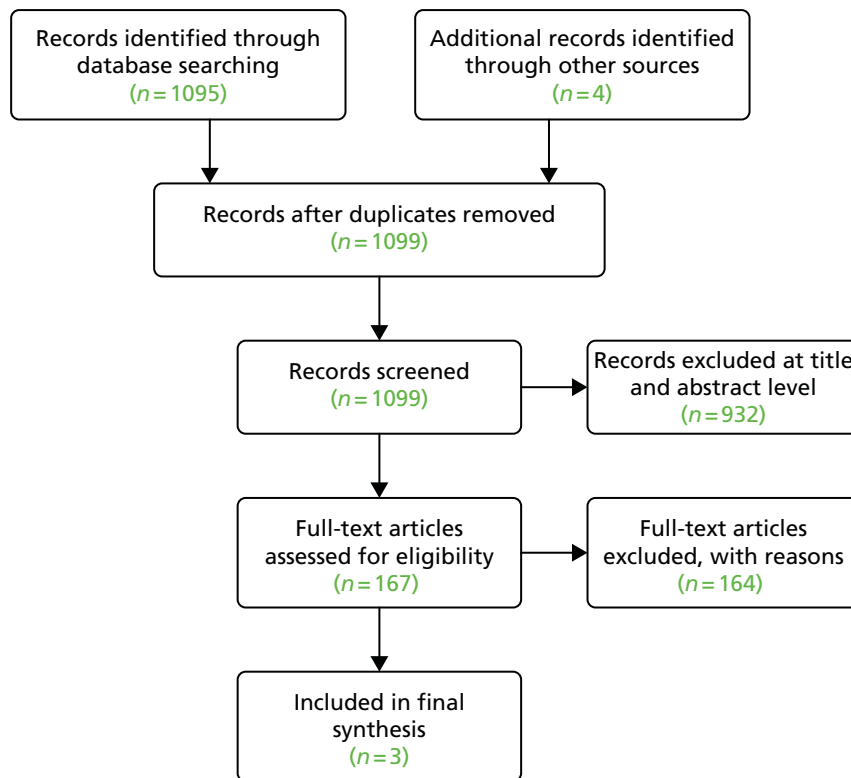 Records identified through
database searching
(n=1095)
Additional records identified
through other sources
(n=4)
Records after duplicates removed
(n=1099)
Records screened
(n=1099)
Records excluded at title
and abstract level
(n=932)
Full-text articles
assessed for eligibility
(n=167)
Full-text articles
excluded, with reasons
(n=164)
Included in final
synthesis
(n=3)